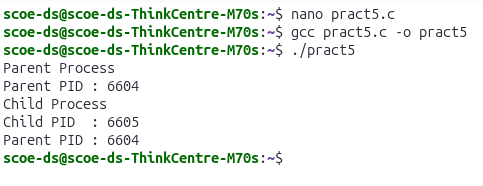 scoe-ds@scoe-ds-ThinkCentre-M70s:~$ nano pract5.c
scoe-ds@scoe-ds-ThinkCentre-M70s:~$ gcc pract5.c -o pract5
scoe-ds@scoe-ds-ThinkCentre-M70s:~$ ./pract5
Parent Process
Parent PID : 6604
Child Process
Child PID  : 6605
Parent PID : 6604
scoe-ds@scoe-ds-ThinkCentre-M70s:~$